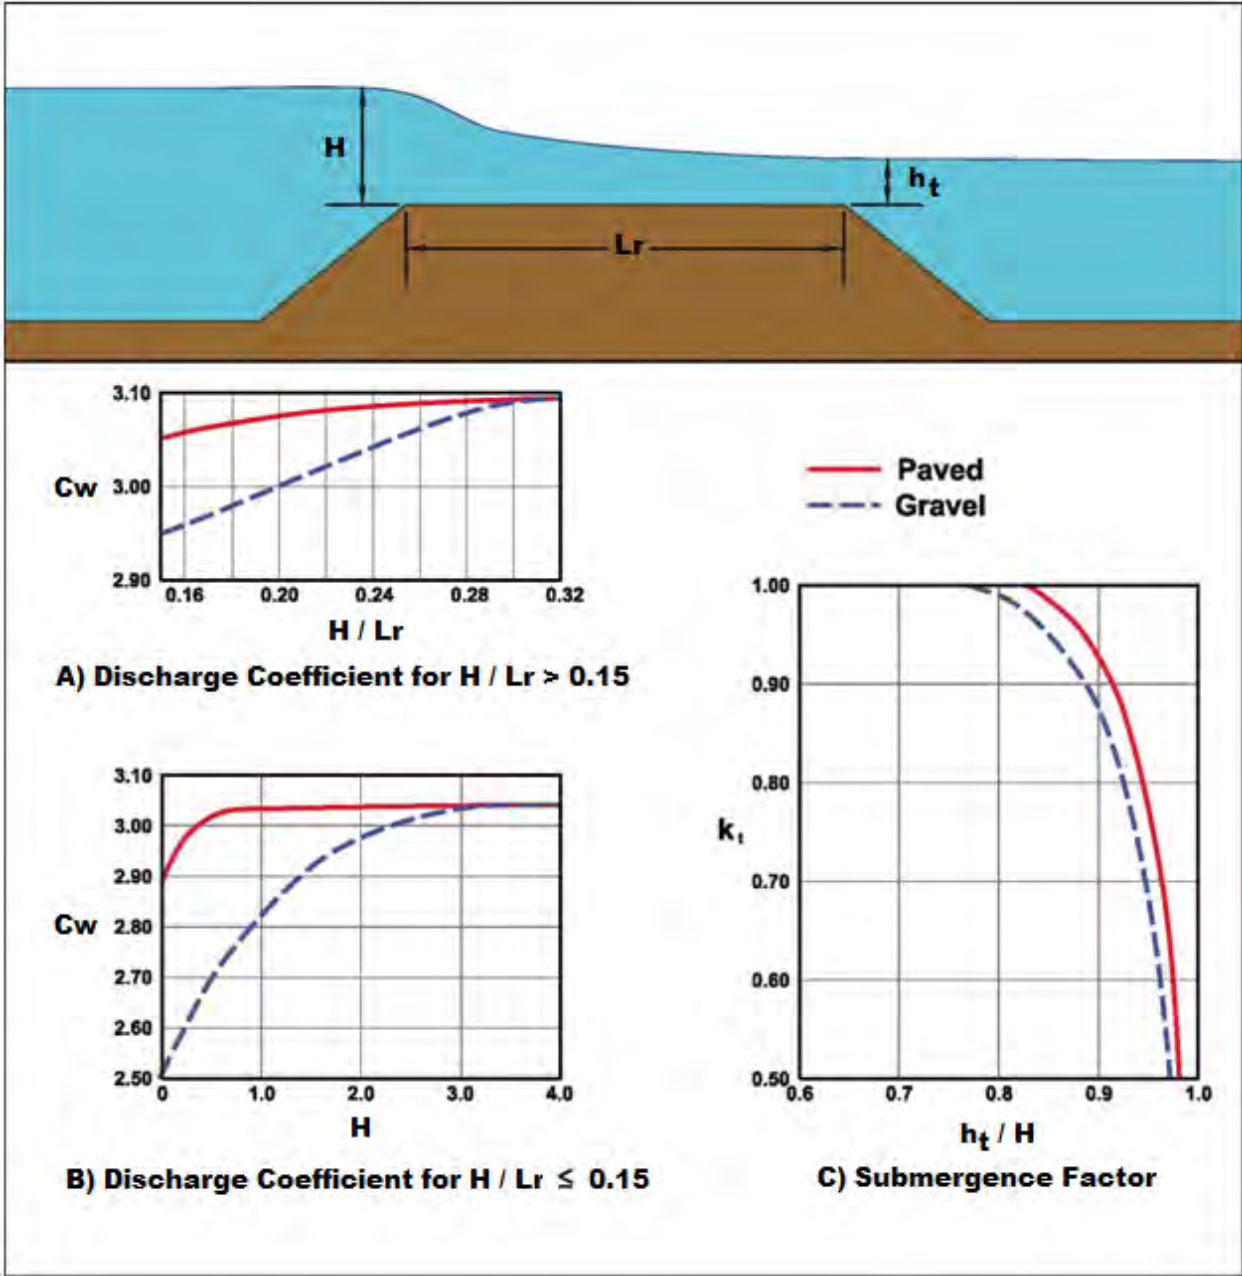 H
h t
Lr
3.10
Cw
3.00
2.90
0.16 0.20 0.24 0.28 0.32
H / Lr
A) Discharge Coefficient for H / Lr > 0.15
Paved
Gravel
3.10
3.00
2.90
Cw
2.80
2.70
2.60
2.50
0 1.0 2.0 3.0 4.0
H
B) Discharge Coefficient for H / Lr ≤ 0.15
1.00
0.90
0.80
k t
0.70
0.60
0.50
0.6 0.7 0.8 0.9 1.0
h t / H
C) Submergence Factor